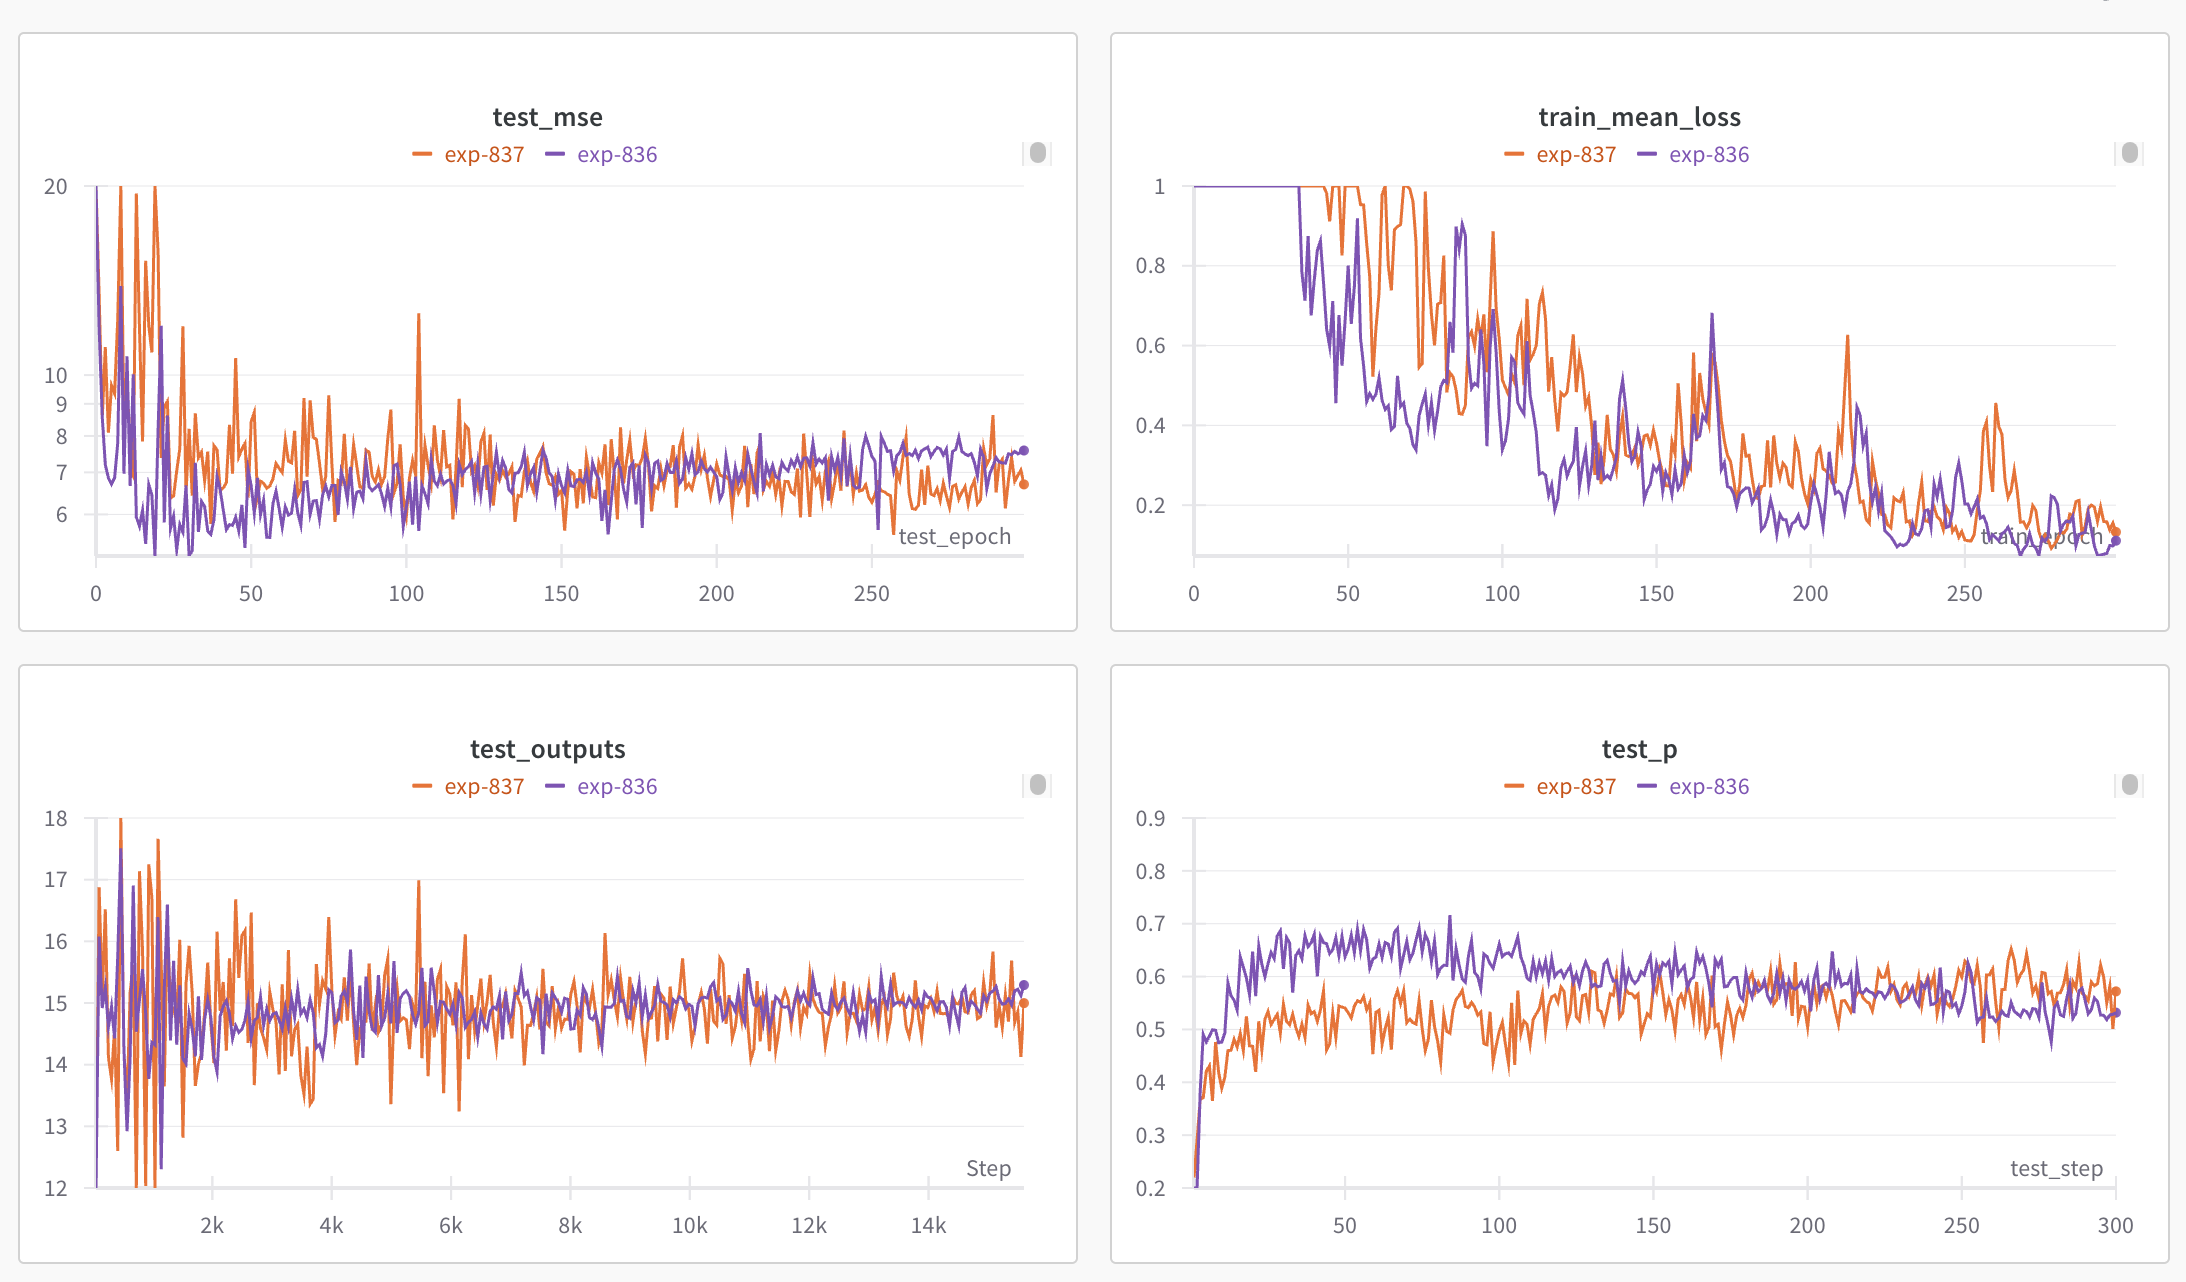 test_mse
exp-837 exp-836
20
10
9
8
7
6
test_epoch
0 50 100 150 200 250
train_mean_loss
exp-837 exp-836
1
0.8
0.6
0.4
0.2
train_epoch
0 50 100 150 200 250
test_outputs
exp-837 exp-836
18
17
16
15
14
13
12
Step
2k 4k 6k 8k 10k 12k 14k
test_p
exp-837 exp-836
0.9
0.8
0.7
0.6
0.5
0.4
0.3
0.2
test_step
50 100 150 200 250 300